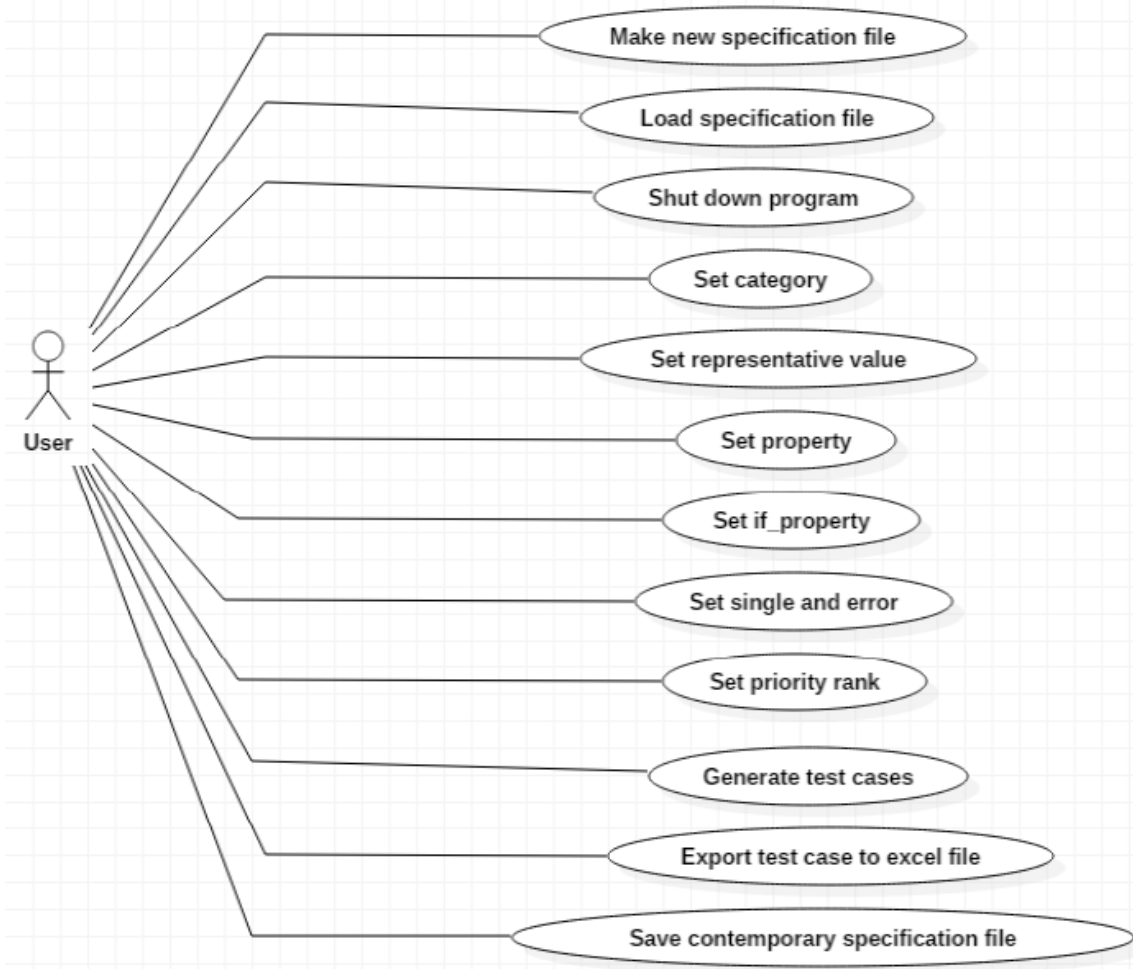 Make new specification file
Load specification file
Shut down program
Set category
Set representative value
User
Set property
Set if_property
Set single and error
Set priority rank
Generate test cases
Export test case to excel file
Save contemporary specification file